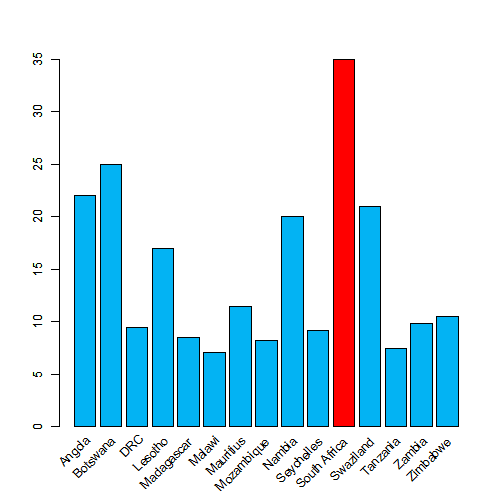 35
30
25
20
15
10
5
0
Angola
Botswana
DRC
Lesotho
Madagascar
Malawi
Mauritius
Mozambique
Namibia
Seychelles
South Africa
Swaziland
Tanzania
Zambia
Zimbabwe